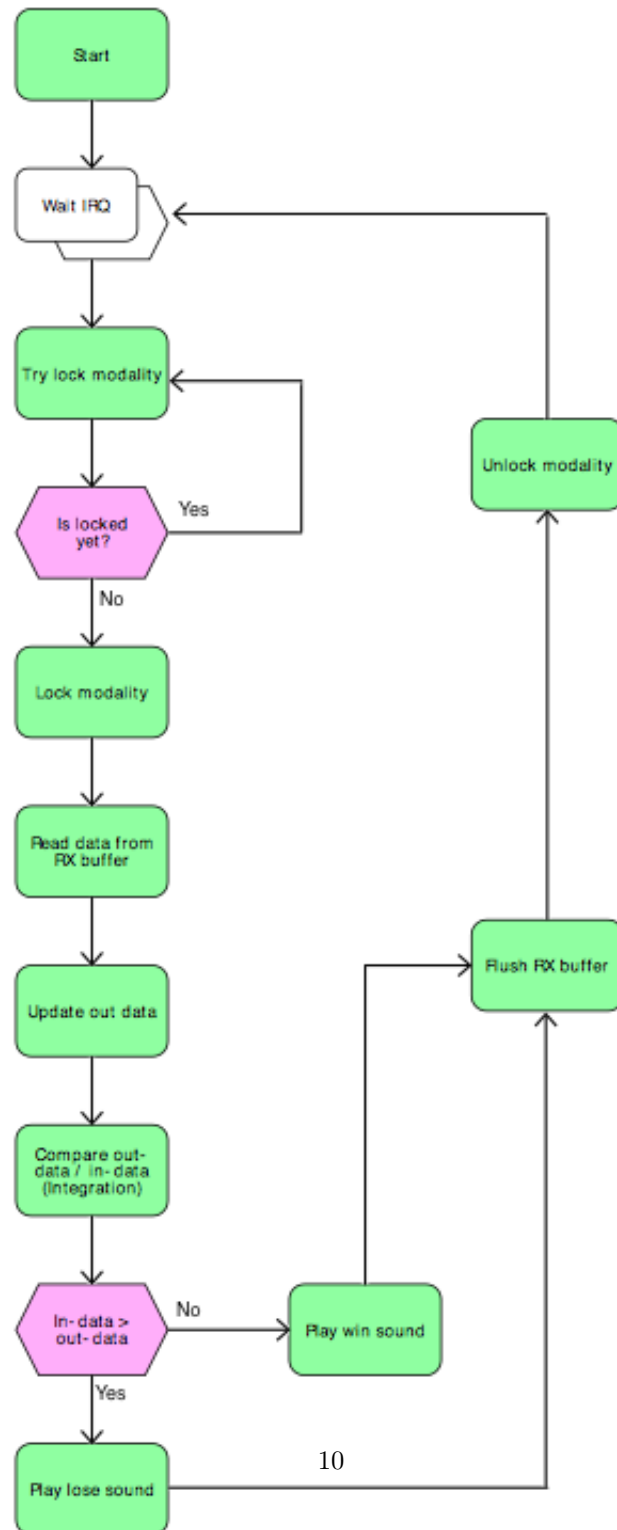 Start
Wait IRQ
Try lock modality
Unlock modality
Is locked
yet?
Yes
No
Lock modality
Read data from
RX buffer
Flush RX buffer
Update out data
Compare out-
data / in-data
(Integration)
In-data >
out-data
No
Play win sound
Yes
10
Play lose sound